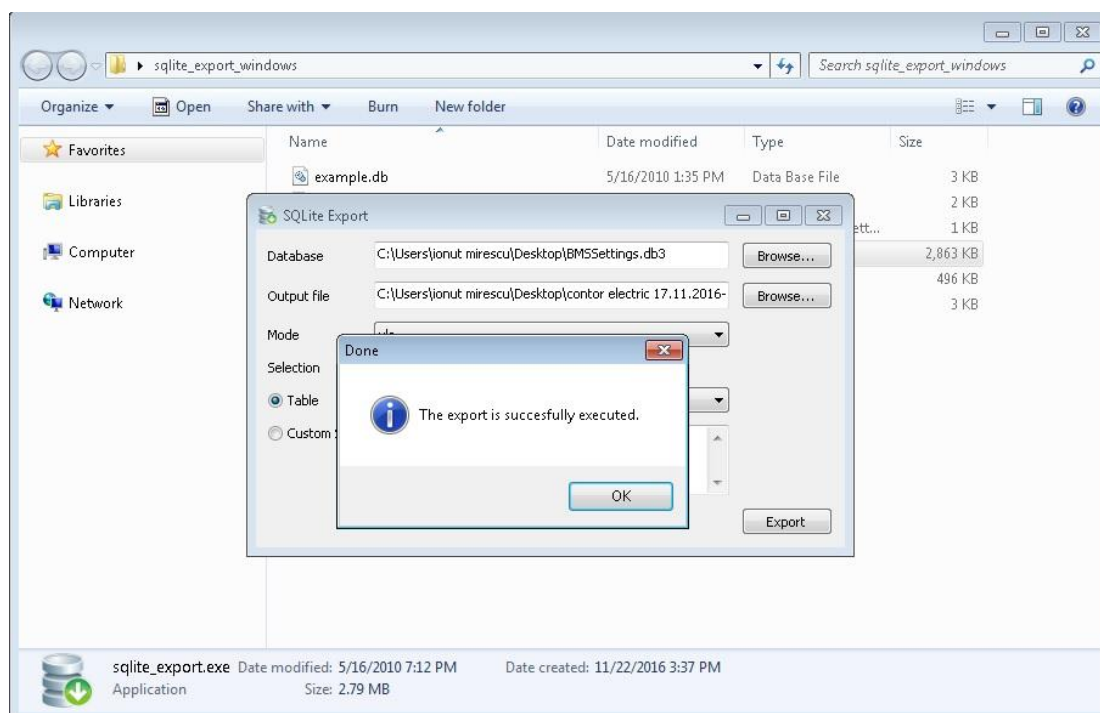 sqlite_export_windows
Search sqlite_export_windows
Organize
Open
Share with
Burn
New folder
Favorites
Libraries
Computer
Network
Name
Date modified
Type
Size
example.db
5/16/2010 1:35 PM
Data Base File
3 KB
2 KB
ett...
1 KB
2,863 KB
496 KB
3 KB
SQLite Export
Database
C:\Users\ionut mirescu\Desktop\BMSSettings.db3
Browse...
Output file
C:\Users\ionut mirescu\Desktop\contor electric 17.11.2016-
Browse...
Mode
Selection
Table
Custom
Export
Done
The export is succesfully executed.
OK
sqlite_export.exe Date modified: 5/16/2010 7:12 PM Date created: 11/22/2016 3:37 PM
Application Size: 2.79 MB